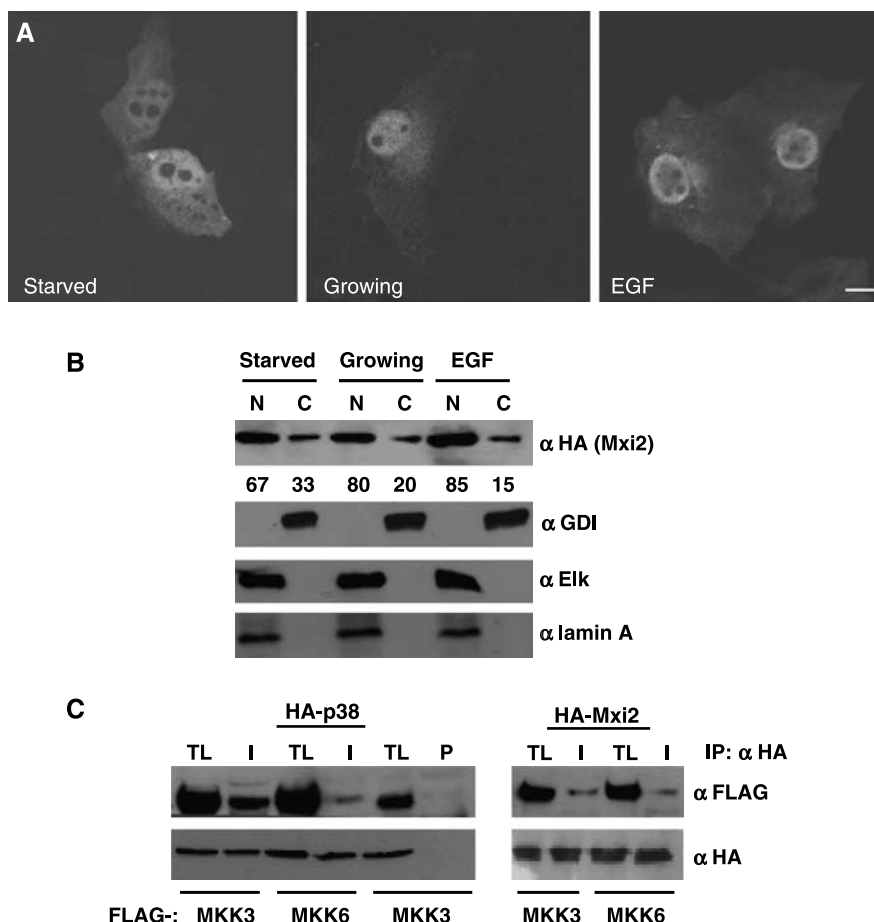 A
Starved
Growing
EGF
B
Starved Growing EGF
N C N C N C
α HA (Mxi2)
67 33 80 20 85 15
α GDI
α Elk
α lamin A
C
HA-p38 HA-Mxi2
TL I TL I TL P TL I TL I IP: α HA
α FLAG
α HA
FLAG-: MKK3 MKK6 MKK3 MKK3 MKK6